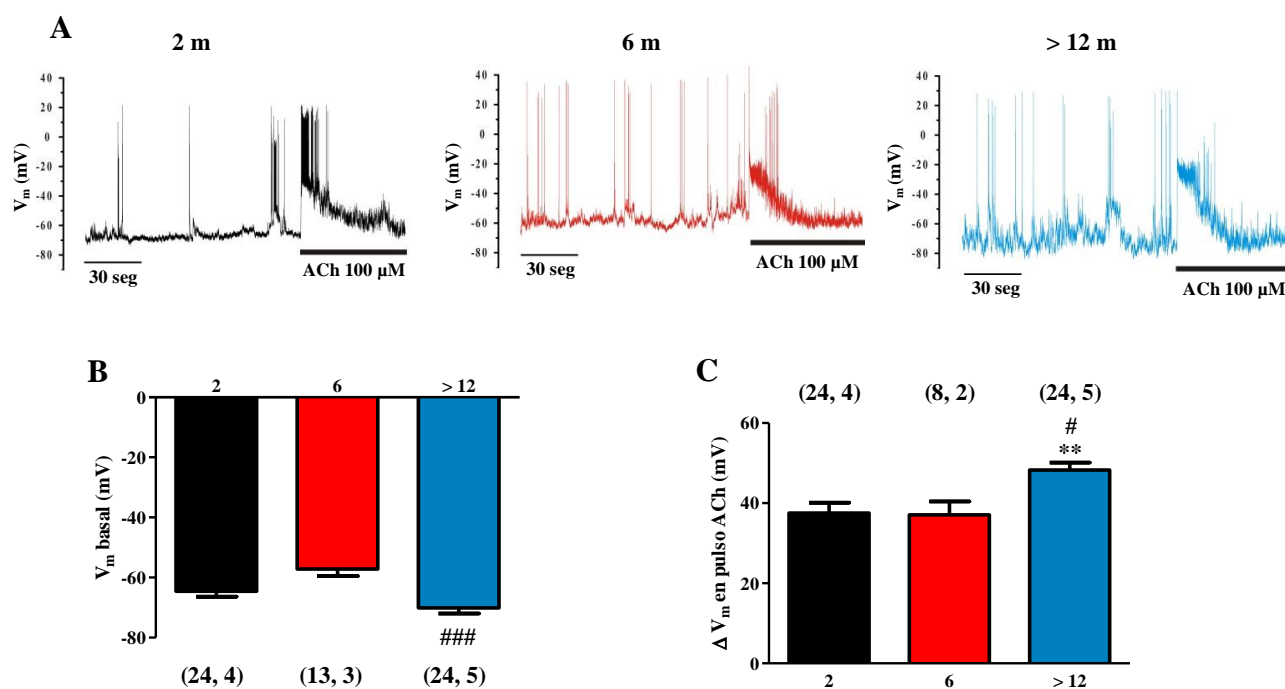 A
2 m
6 m
> 12 m
40
20
0
-20
-40
-60
-80
Vm (mV)
30 seg
ACh 100 µM
40
20
0
-20
-40
-60
-80
Vm (mV)
30 seg
ACh 100 µM
40
20
0
-20
-40
-60
-80
Vm (mV)
30 seg
ACh 100 µM
B
2
6
> 12
0
-20
-40
-60
-80
Vm basal (mV)
###
(24, 4)
(13, 3)
(24, 5)
C
(24, 4)
(8, 2)
(24, 5)
#
**
60
40
20
0
Δ Vm en pulso ACh (mV)
2
6
> 12